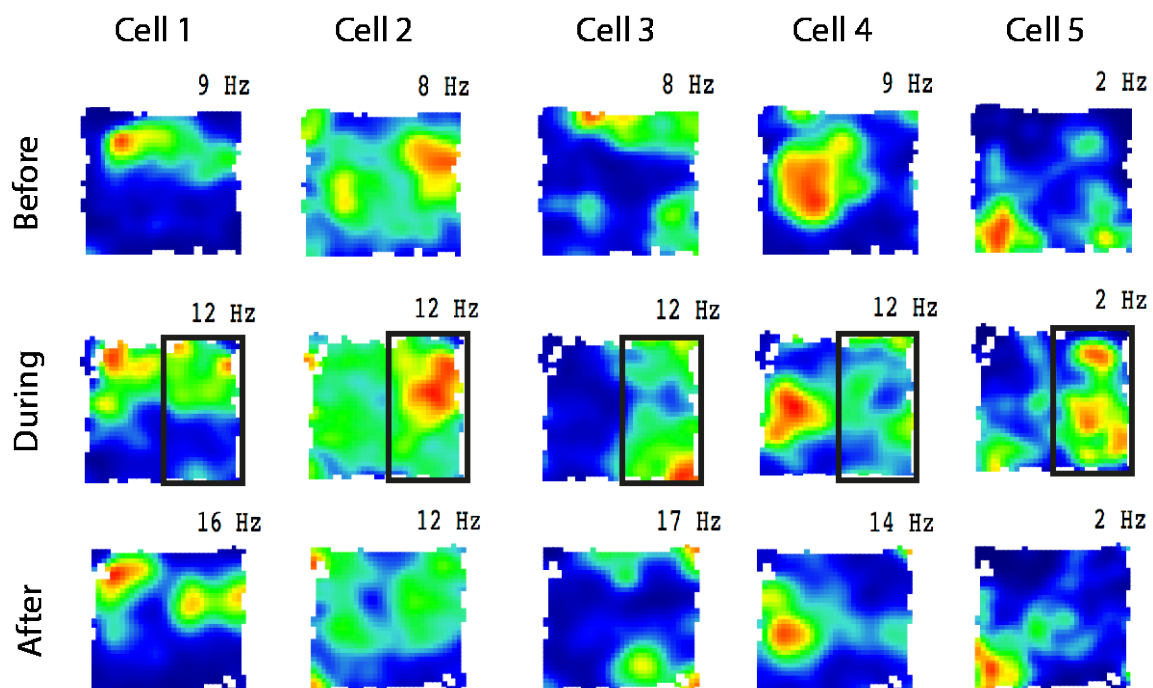 Cell 1 Cell 2 Cell 3 Cell 4 Cell 5
Before
9 Hz 8 Hz 8 Hz 9 Hz 2 Hz
During
12 Hz 12 Hz 12 Hz 12 Hz 2 Hz
After
16 Hz 12 Hz 17 Hz 14 Hz 2 Hz